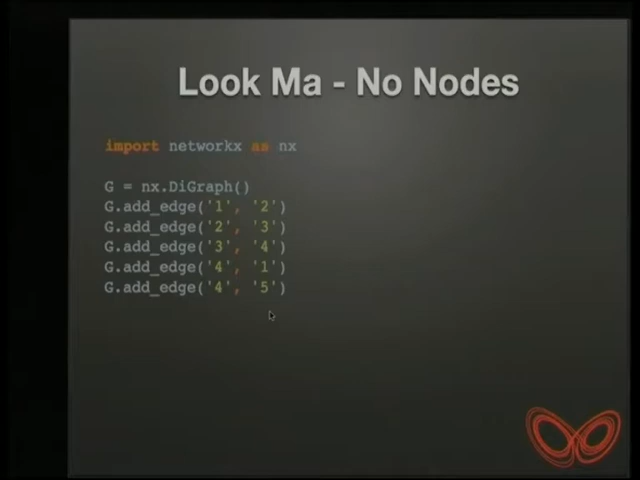 Look Ma - No Nodes
import networkx as nx
G = nx.DiGraph()
G.add_edge('1', '2')
G.add_edge('2', '3')
G.add_edge('3', '4')
G.add_edge('4', '1')
G.add_edge('4', '5')